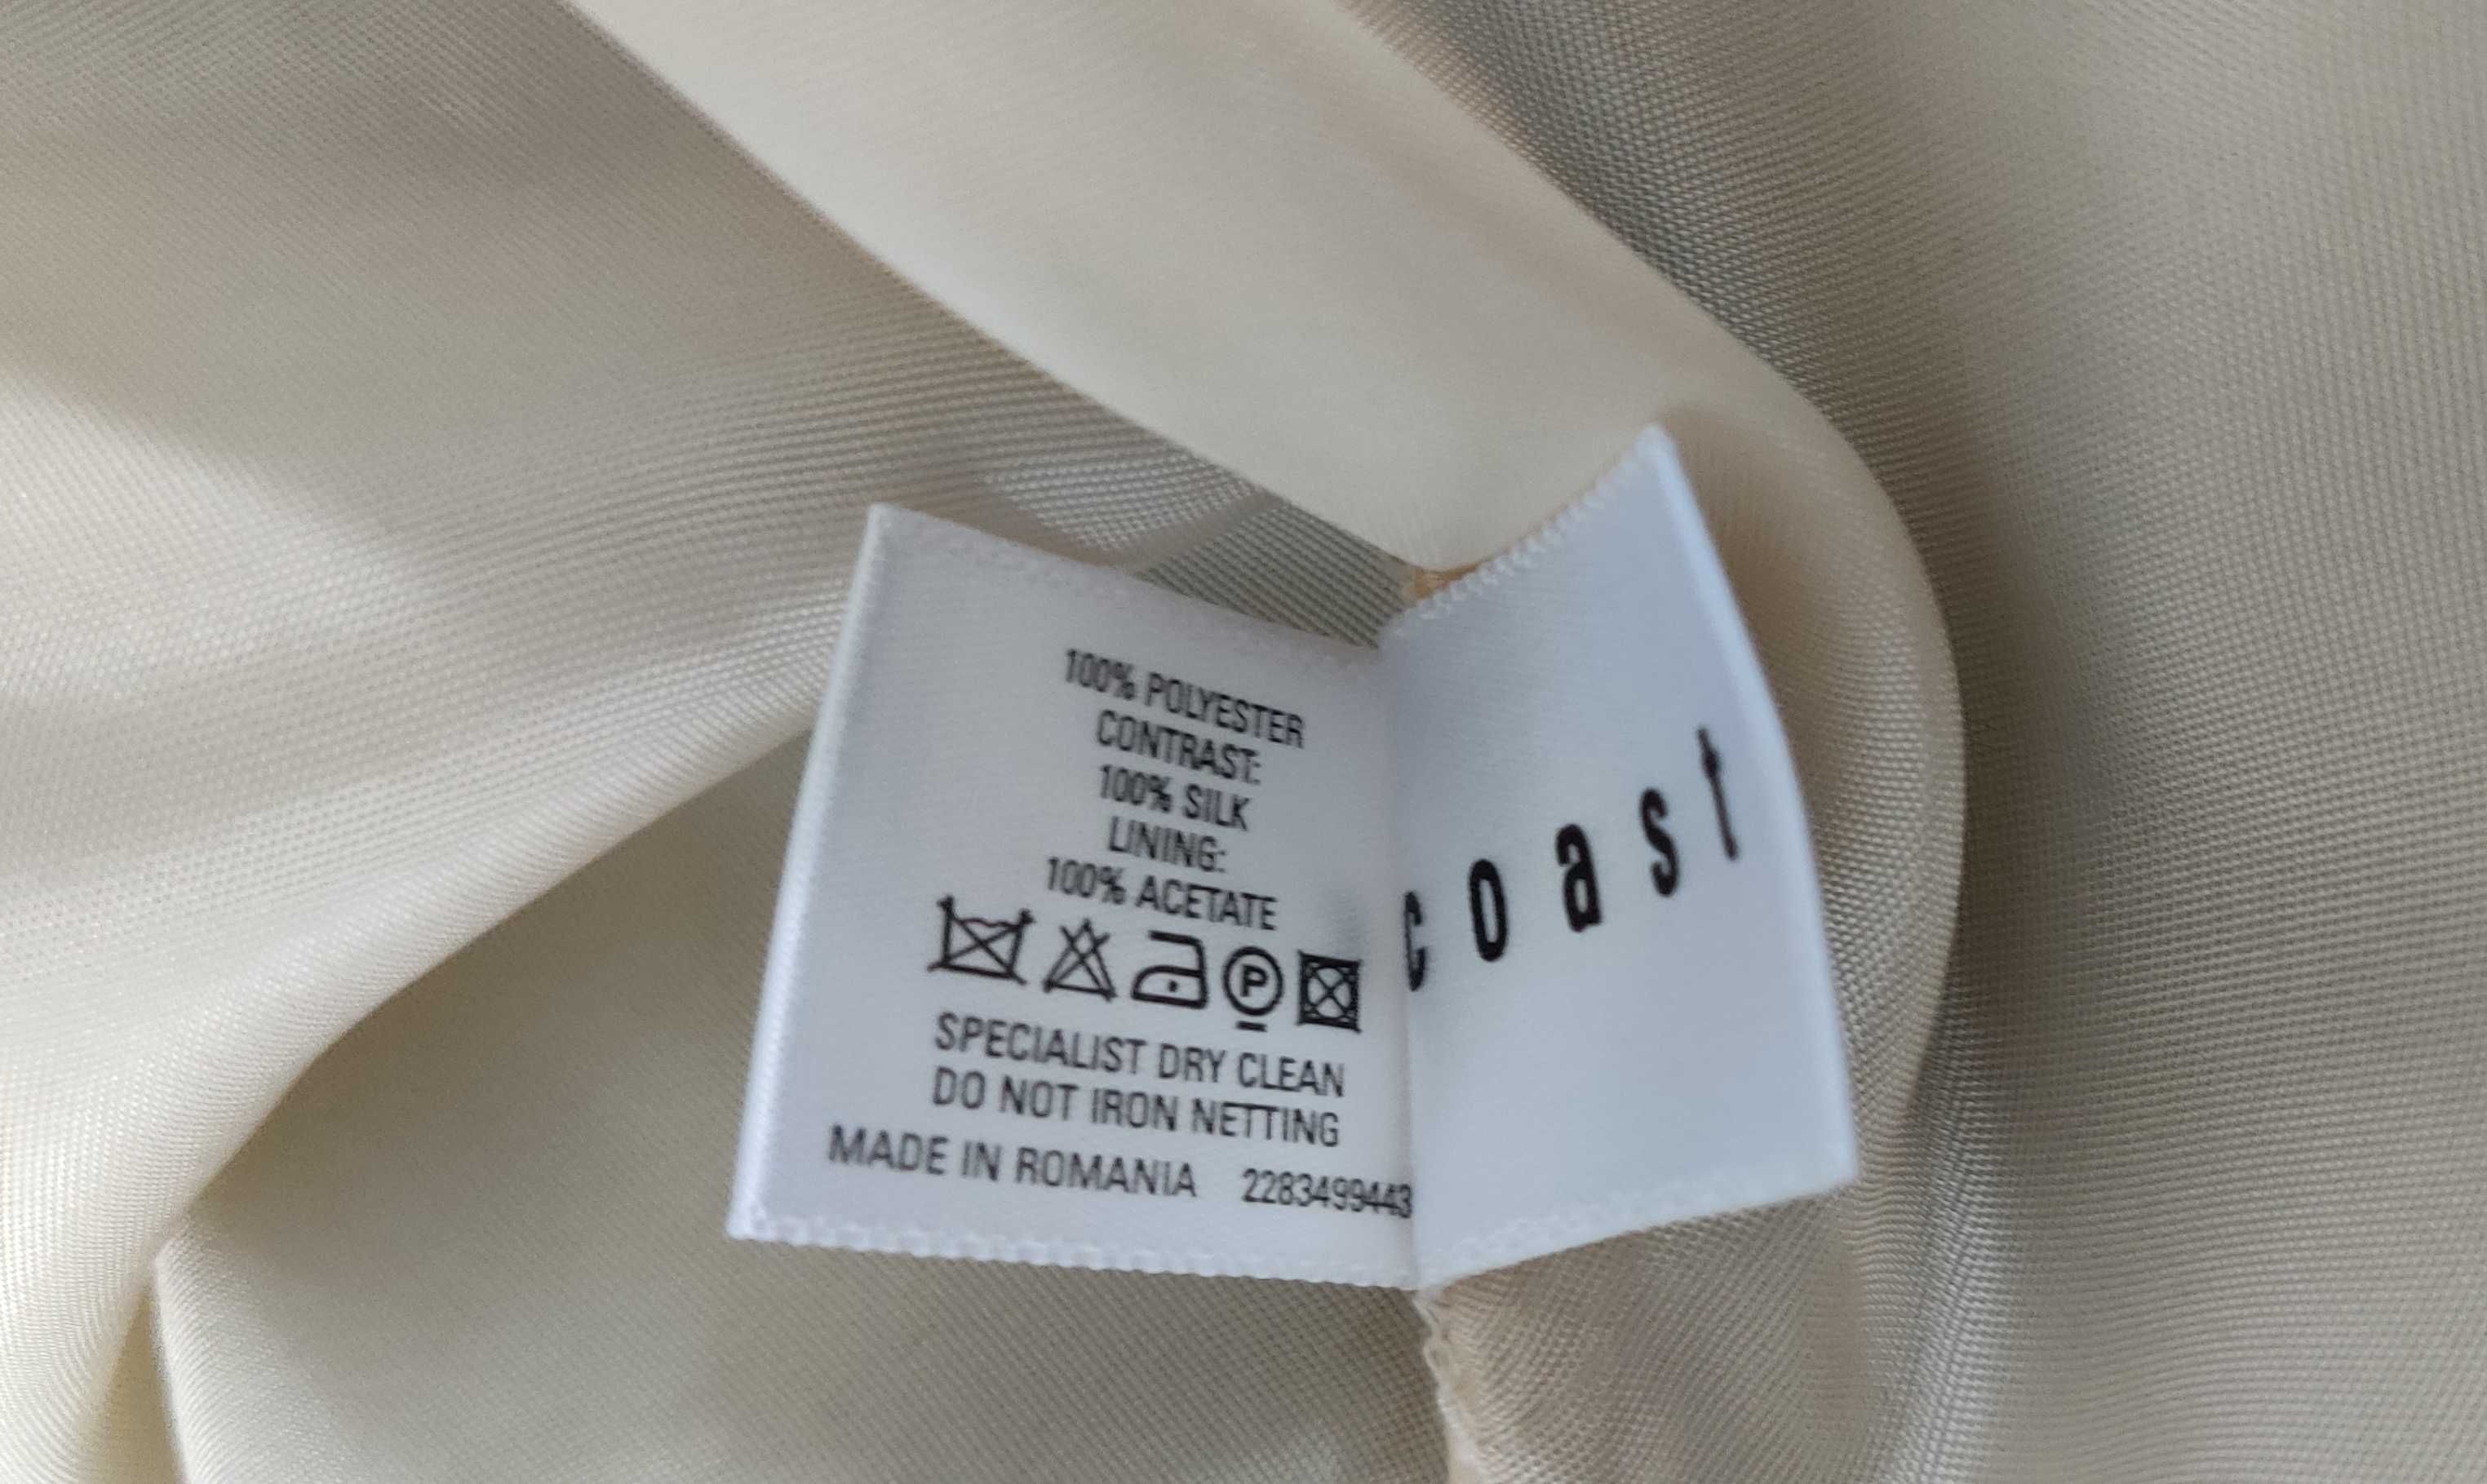 100% POLYESTER
CONTRAST:
100% SILK
LINING:
100% ACETATE
P
SPECIALIST DRY CLEAN
DO NOT IRON NETTING
MADE IN ROMANIA 2283499443
coast